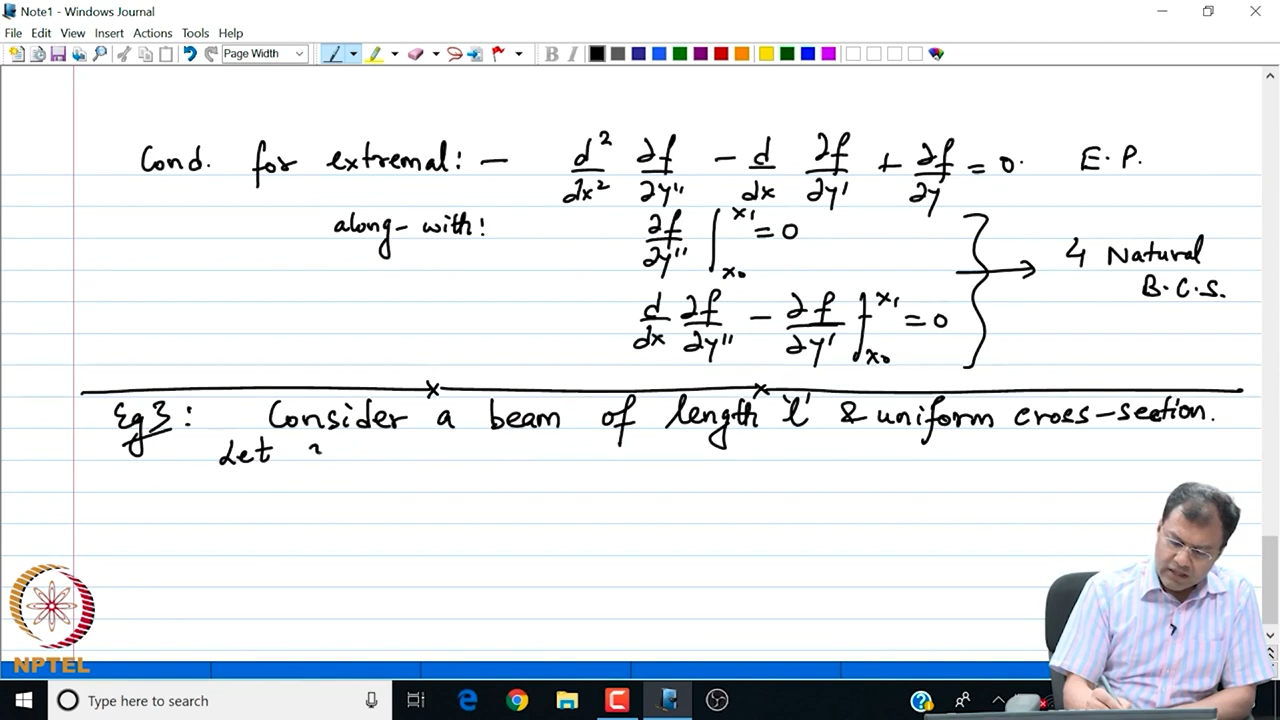 Note1 - Windows Journal
File Edit View Insert Actions Tools Help
Page Width
B I
Cond. for extremal: — d²/dx² ∂f/∂y'' - d/dx ∂f/∂y' + ∂f/∂y = 0. E.P.
along-with: ∂f/∂y'' |x₀ x₁ = 0
4 Natural
B.C.S.
d/dx ∂f/∂y'' - ∂f/∂y' |x₀ x₁ = 0
Eg3: Consider a beam of length 'l' & uniform cross-section.
Let
NPTEL
Type here to search